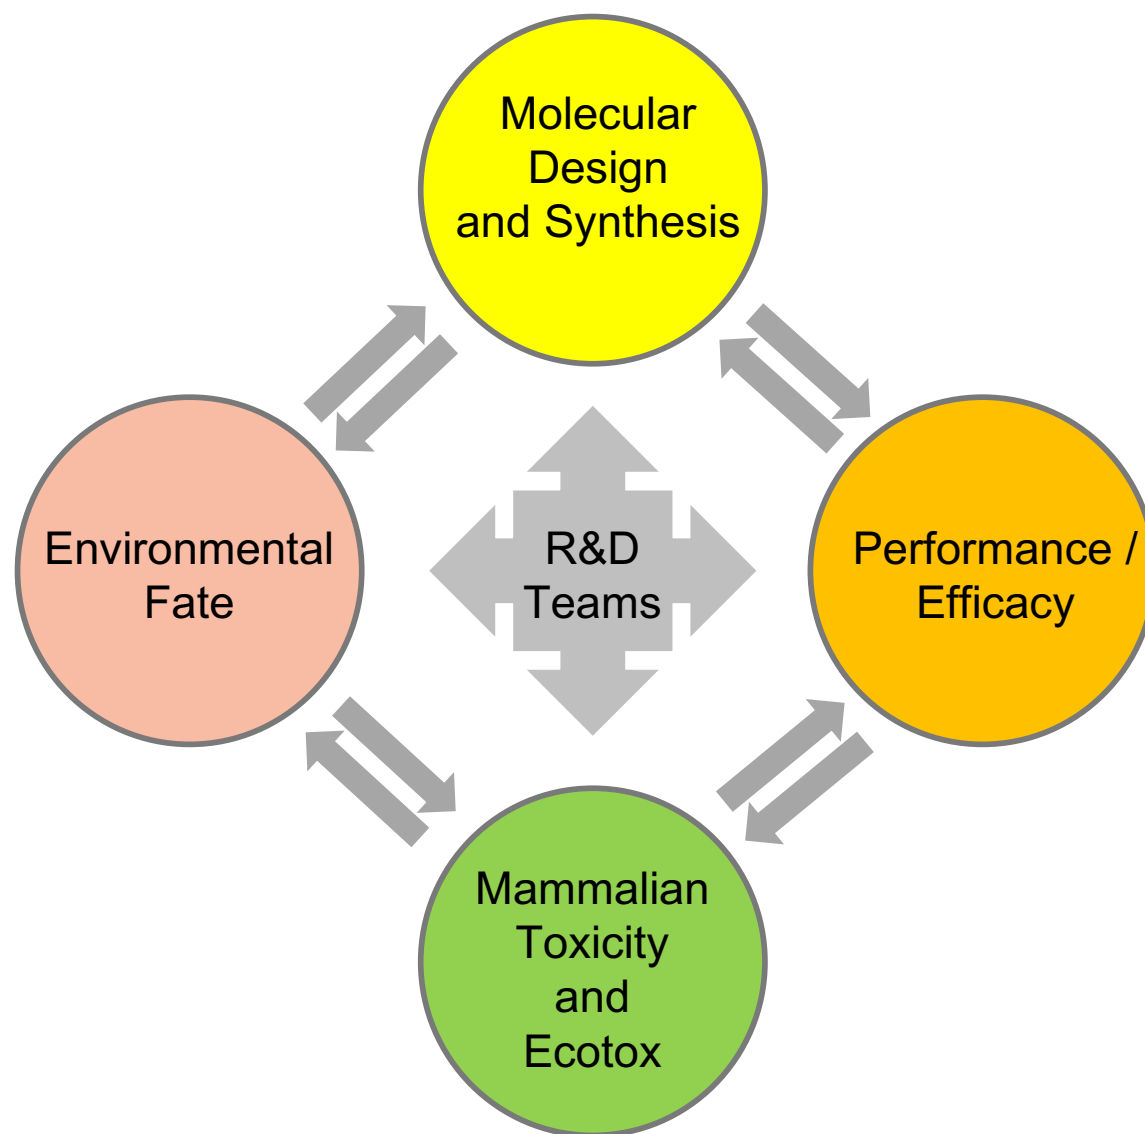 Molecular
Design
and Synthesis
Environmental
Fate
R&D
Teams
Performance /
Efficacy
Mammalian
Toxicity
and
Ecotox